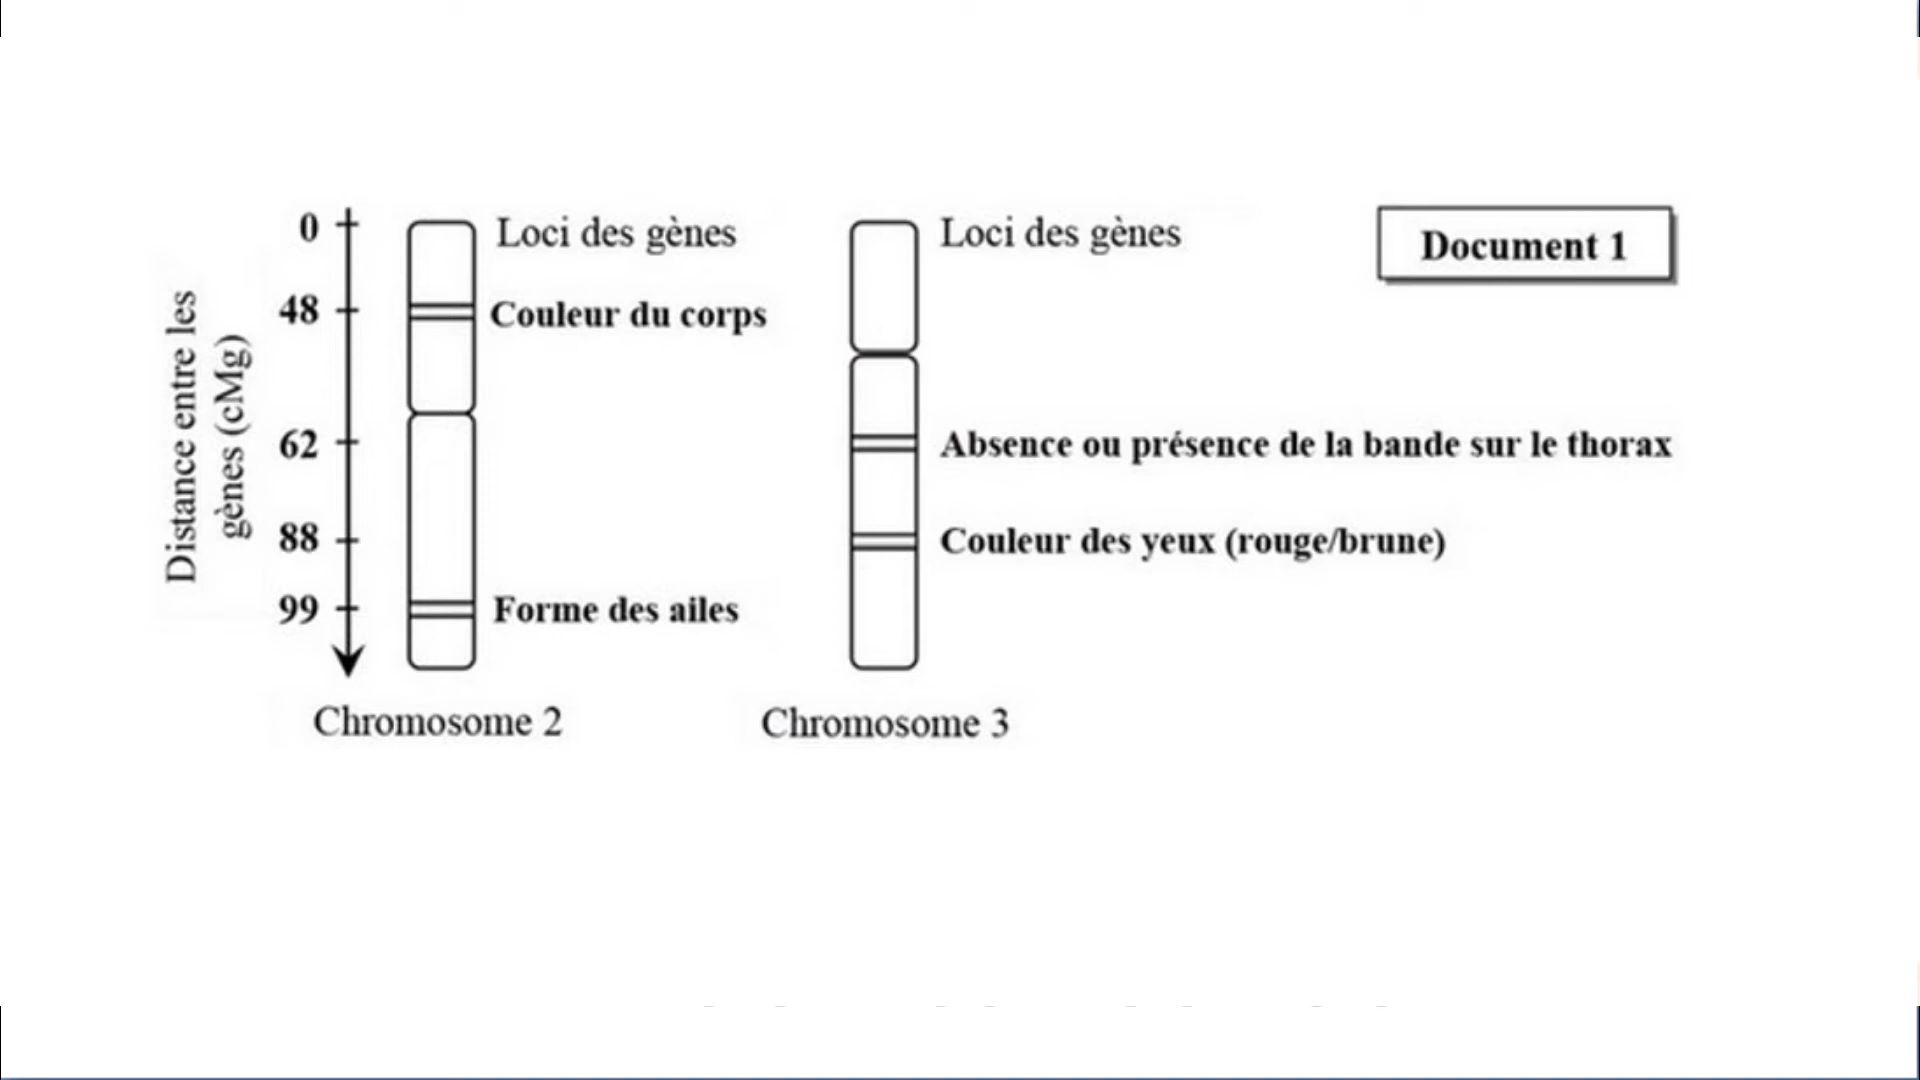 Document 1
Distance entre les
gènes (cMg)
0
48
62
88
99
Loci des gènes
Couleur du corps
Forme des ailes
Chromosome 2
Loci des gènes
Absence ou présence de la bande sur le thorax
Couleur des yeux (rouge/brune)
Chromosome 3